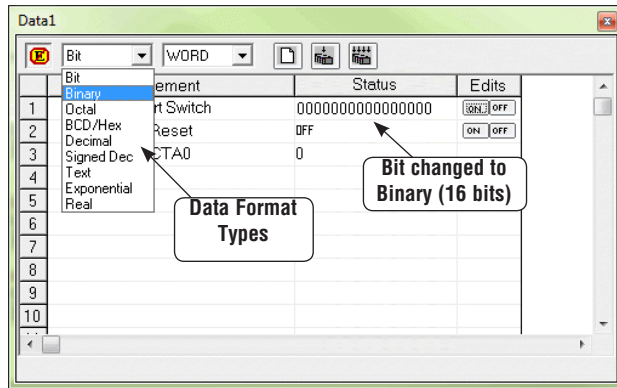 Data1
E Bit WORD
Bit
Binary
Octal
BCD/Hex
Decimal
Signed Dec
Text
Exponential
Real
ement Status Edits
1 rt Switch 0000000000000000 ON OFF
2 Reset OFF ON OFF
3 CTA0 0
4
5
6
7
8
9
10
Bit changed to
Binary (16 bits)
Data Format
Types